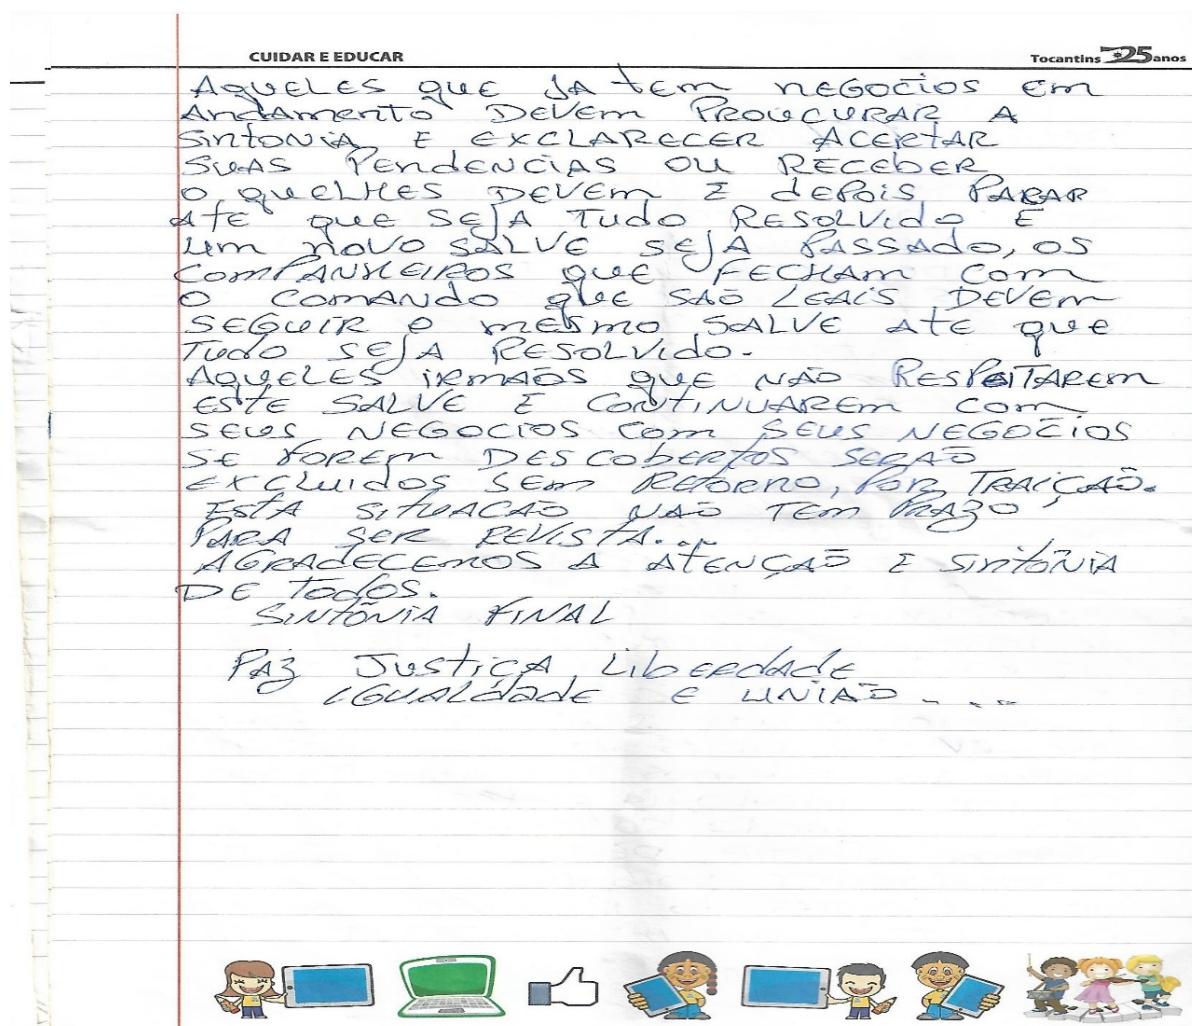 CUIDAR E EDUCAR
Tocantins 25 anos
AQUELES QUE JA tem NEGOCIOS Em
ANDAMENTO DEVEM PROUCURAR A
SINTONIA E EXCLARECER ACERTAR
SUAS PENDENCIAS OU RECEBER
O QUELHES DEVEM E DEPOIS PARAR
ATE QUE SEJA TUDO RESOLVIDO E
UM NOVO SALVE SEJA PASSADO, OS
COMPANHEIROS QUE FECHAM COM
O COMANDO QUE SÃO LEAIS DEVEM
SEGUIR O MESMO SALVE ATE QUE
TUDO SEJA RESOLVIDO.
AQUELES IRMÃOS QUE NÃO RESPEITAREM
ESTE SALVE E CONTINUAREM COM
SEUS NEGOCIOS COM SEUS NEGOCIOS
SE FOREM DESCOBERTOS SERÃO
EXCLUIDOS SEM RETORNO, POR TRAIÇÃO.
ESTA SITUACÃO NÃO TEM PRAZO
PARA SER REVISTA...
AGRADECEMOS A ATENÇÃO E SINTÔNIA
DE TODOS.
SINTÔNIA FINAL
PAZ JUSTIÇA LIBERDADE
IGUALDADE E UNIÃO ....